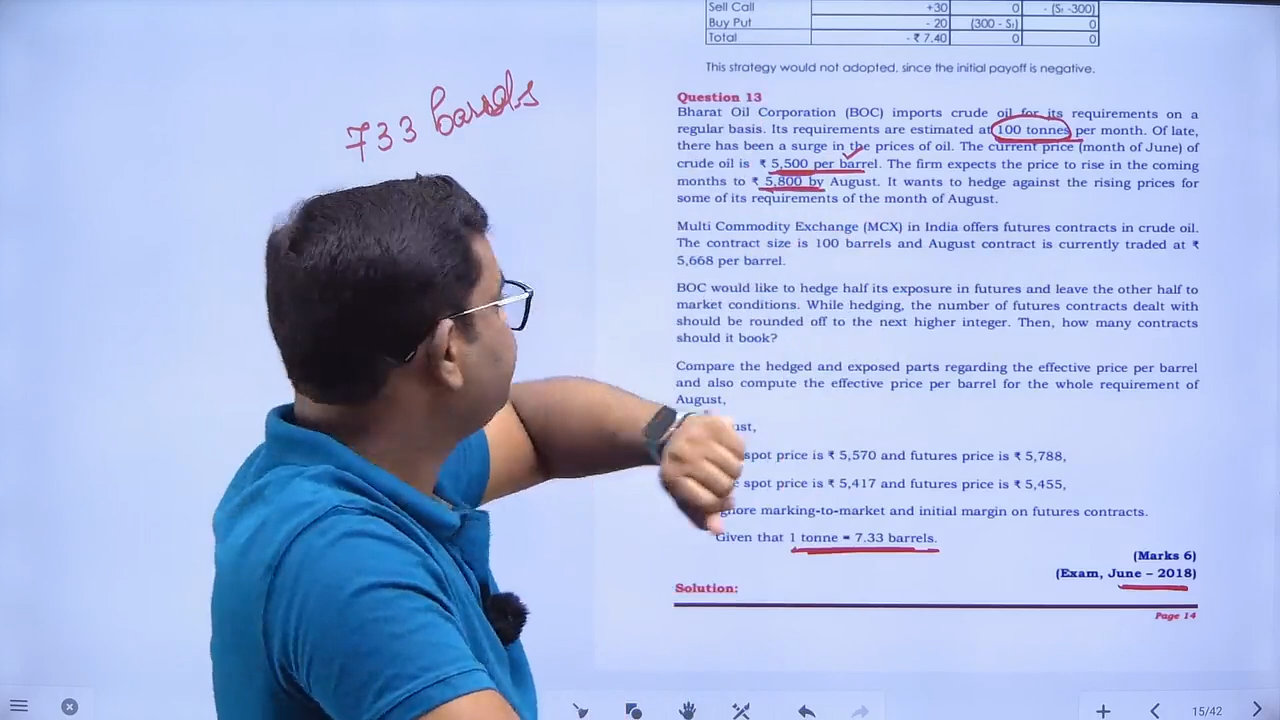 Sell Call +30 0 - (S₁ -300)
Buy Put - 20 (300 - S₁) 0
Total - ₹ 7.40 0 0
This strategy would not adopted, since the initial payoff is negative.
733 barrels
Question 13
Bharat Oil Corporation (BOC) imports crude oil for its requirements on a
regular basis. Its requirements are estimated at 100 tonnes per month. Of late,
there has been a surge in the prices of oil. The current price (month of June) of
crude oil is ₹ 5,500 per barrel. The firm expects the price to rise in the coming
months to ₹ 5,800 by August. It wants to hedge against the rising prices for
some of its requirements of the month of August.
Multi Commodity Exchange (MCX) in India offers futures contracts in crude oil.
The contract size is 100 barrels and August contract is currently traded at ₹
5,668 per barrel.
BOC would like to hedge half its exposure in futures and leave the other half to
market conditions. While hedging, the number of futures contracts dealt with
should be rounded off to the next higher integer. Then, how many contracts
should it book?
Compare the hedged and exposed parts regarding the effective price per barrel
and also compute the effective price per barrel for the whole requirement of
August,
spot price is ₹ 5,570 and futures price is ₹ 5,788,
spot price is ₹ 5,417 and futures price is ₹ 5,455,
marking-to-market and initial margin on futures contracts.
Given that 1 tonne = 7.33 barrels.
(Marks 6)
(Exam, June – 2018)
Solution:
Page 14
15/42